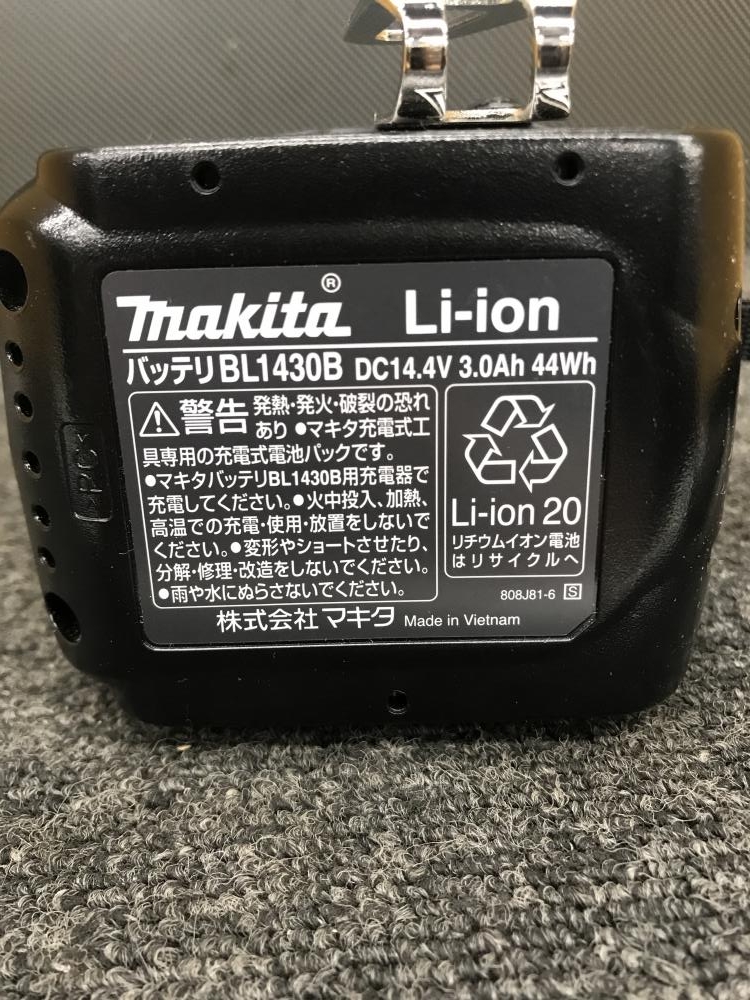 makita® Li-ion
バッテリ BL1430B DC14.4V 3.0Ah 44Wh
警告 発熱・発火・破裂の恐れ
あり ●マキタ充電式工
具専用の充電式電池パックです。
●マキタバッテリBL1430B用充電器で
充電してください。●火中投入、加熱、
高温での充電・使用・放置をしないで
ください。●変形やショートさせたり、
分解・修理・改造をしないでください。
●雨や水にぬらさないでください。
Li-ion 20
リチウムイオン電池
はリサイクルへ
808J81-6 S
株式会社 マキタ Made in Vietnam
>PC<